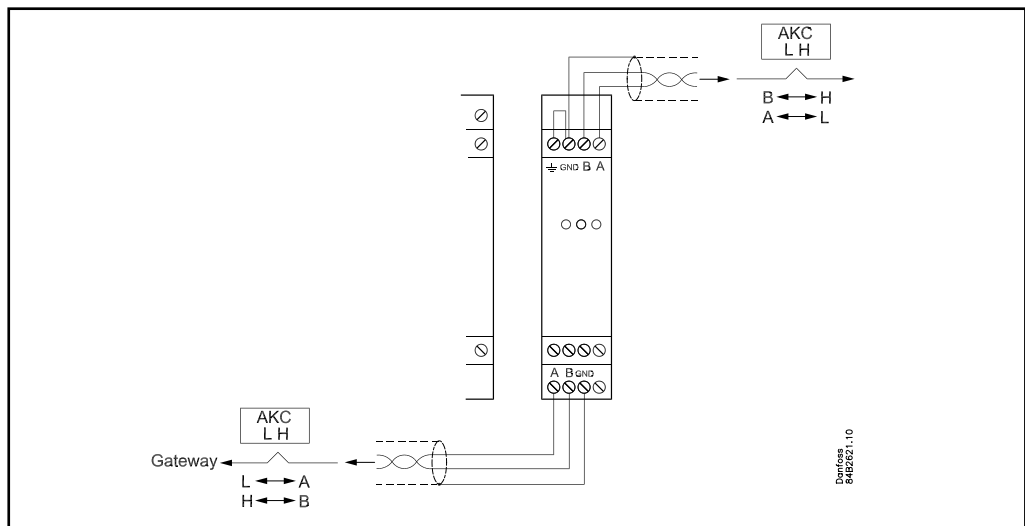 AKC
L H
B ◄─► H
A ◄─► L
GND B A
A B GND
AKC
L H
Gateway
L ◄─► A
H ◄─► B
Danfoss
84B2621.10